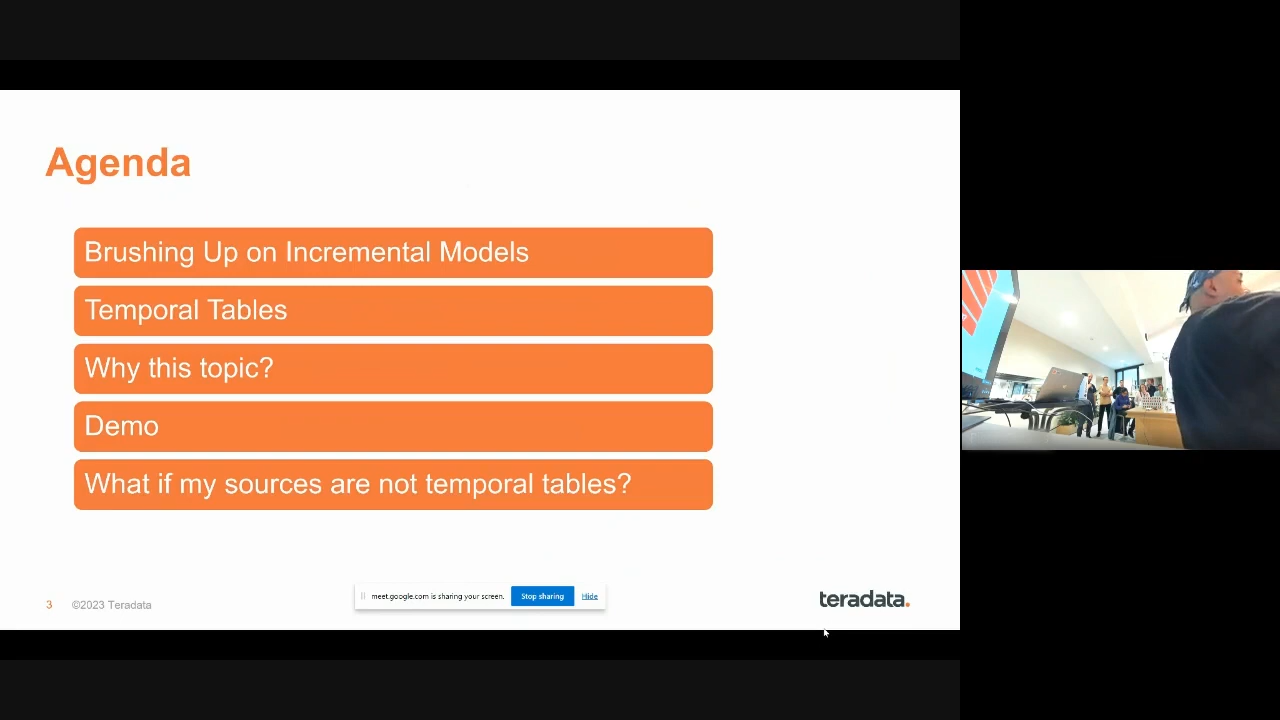 Agenda
Brushing Up on Incremental Models
Temporal Tables
Why this topic?
Demo
What if my sources are not temporal tables?
3 ©2023 Teradata
meet.google.com is sharing your screen. Stop sharing Hide
teradata.